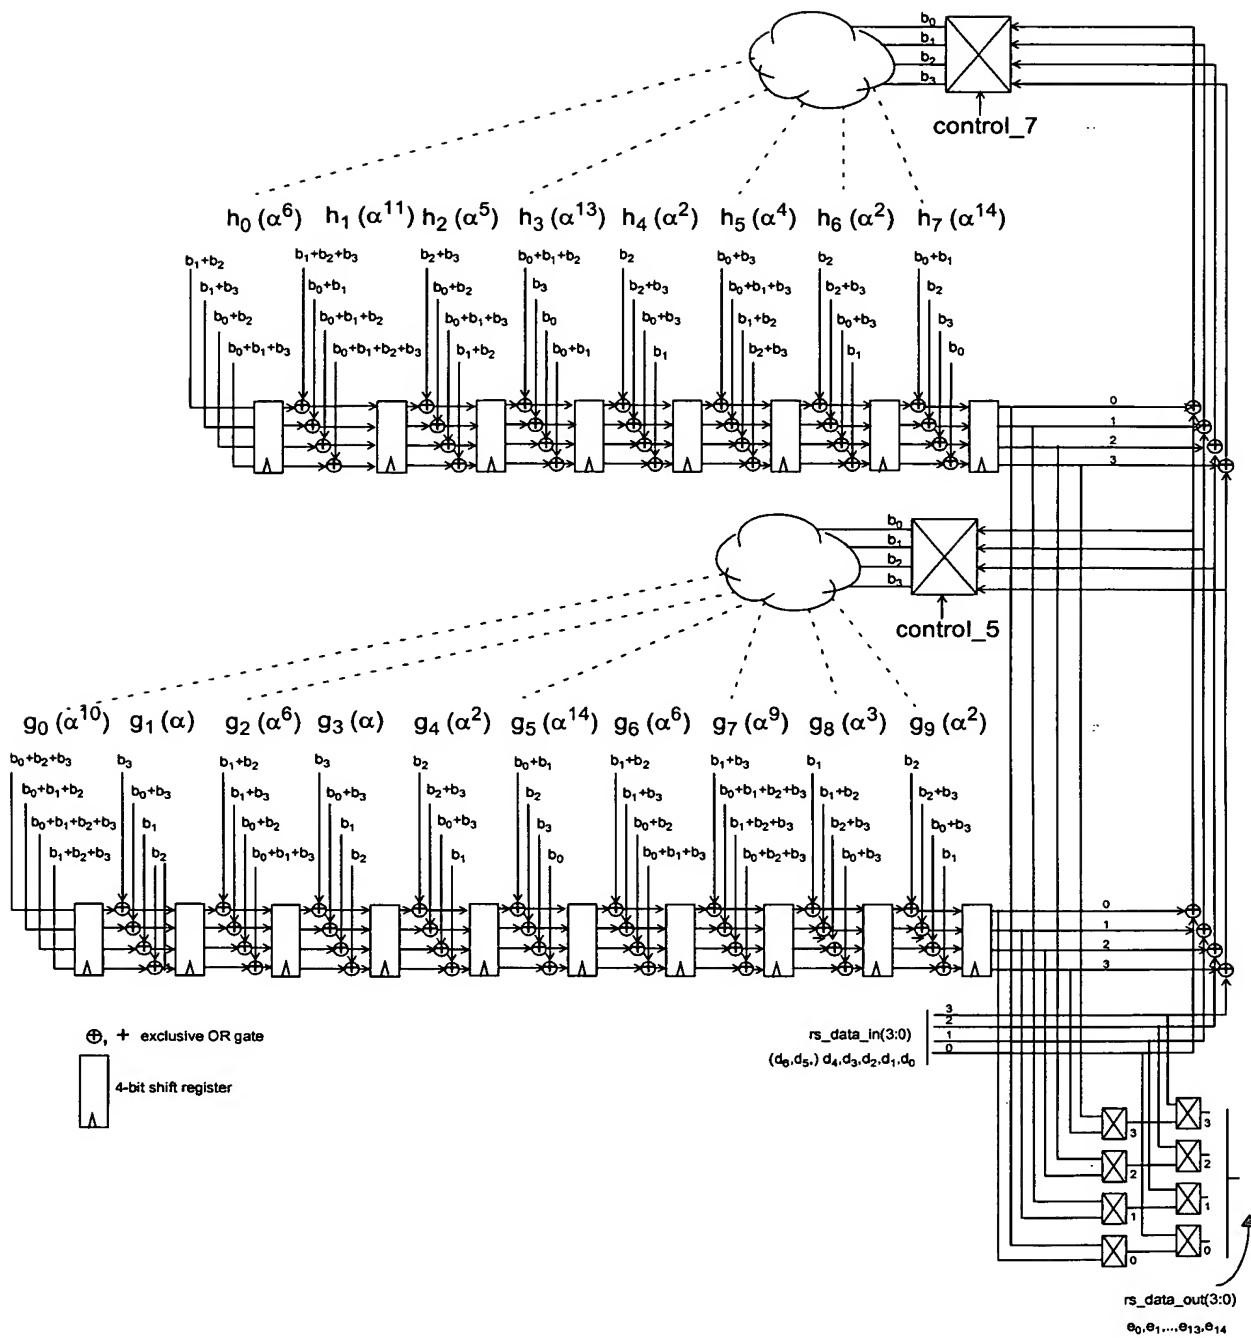 b₀
b₁
b₂
b₃
control_7
h₀ (α⁶) h₁ (α¹¹) h₂ (α⁵) h₃ (α¹³) h₄ (α²) h₅ (α⁴) h₆ (α²) h₇ (α¹⁴)
b₁+b₂ b₁+b₂+b₃ b₂+b₃ b₀+b₁+b₂ b₂ b₀+b₃ b₂ b₀+b₁
b₁+b₃ b₀+b₁ b₀+b₂ b₃ b₂+b₃ b₀+b₁+b₃ b₂+b₃ b₂
b₀+b₂ b₀+b₁+b₂ b₀+b₁+b₃ b₀ b₀+b₃ b₁+b₂ b₀+b₃ b₃
b₀+b₁+b₃ b₀+b₁+b₂+b₃ b₁+b₂ b₀+b₁ b₁ b₂+b₃ b₁ b₀
0
1
2
3
b₀
b₁
b₂
b₃
control_5
g₀ (α¹⁰) g₁ (α) g₂ (α⁶) g₃ (α) g₄ (α²) g₅ (α¹⁴) g₆ (α⁶) g₇ (α⁹) g₈ (α³) g₉ (α²)
b₀+b₂+b₃ b₃ b₁+b₂ b₃ b₂ b₀+b₁ b₁+b₂ b₁+b₃ b₁ b₂
b₀+b₁+b₂ b₀+b₃ b₁+b₃ b₀+b₃ b₂+b₃ b₂ b₁+b₃ b₀+b₁+b₂+b₃ b₁+b₂ b₂+b₃
b₀+b₁+b₂+b₃ b₁ b₀+b₂ b₁ b₀+b₃ b₃ b₀+b₂ b₁+b₂+b₃ b₂+b₃ b₀+b₃
b₁+b₂+b₃ b₂ b₀+b₁+b₃ b₂ b₁ b₀ b₀+b₁+b₃ b₀+b₂+b₃ b₀+b₃ b₁
0
1
2
3
⊕, + exclusive OR gate
4-bit shift register
rs_data_in(3:0)
(d₆,d₅,) d₄,d₃,d₂,d₁,d₀
3
2
1
0
3 3
2 2
1 1
0 0
rs_data_out(3:0)
e₀,e₁,..,e₁₃,e₁₄